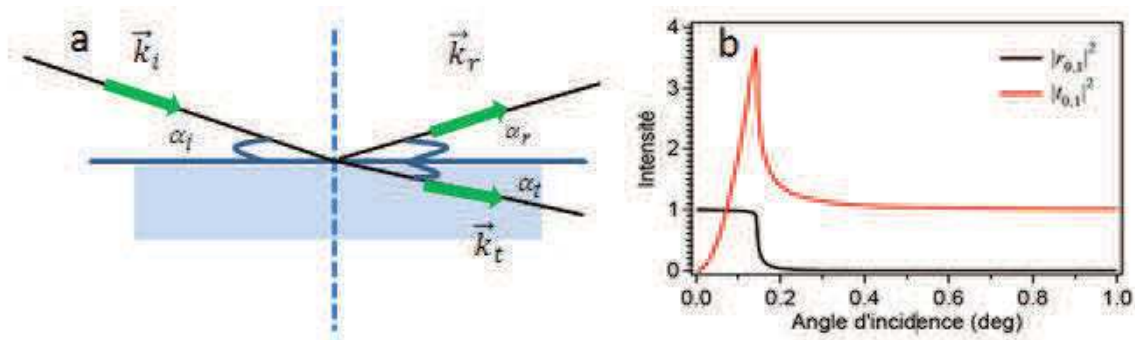 a
k⃗i
k⃗r
αi
αr
αt
k⃗t
b
|r0,1|²
|t0,1|²
Intensité
4
3
2
1
0
0.0 0.2 0.4 0.6 0.8 1.0
Angle d'incidence (deg)